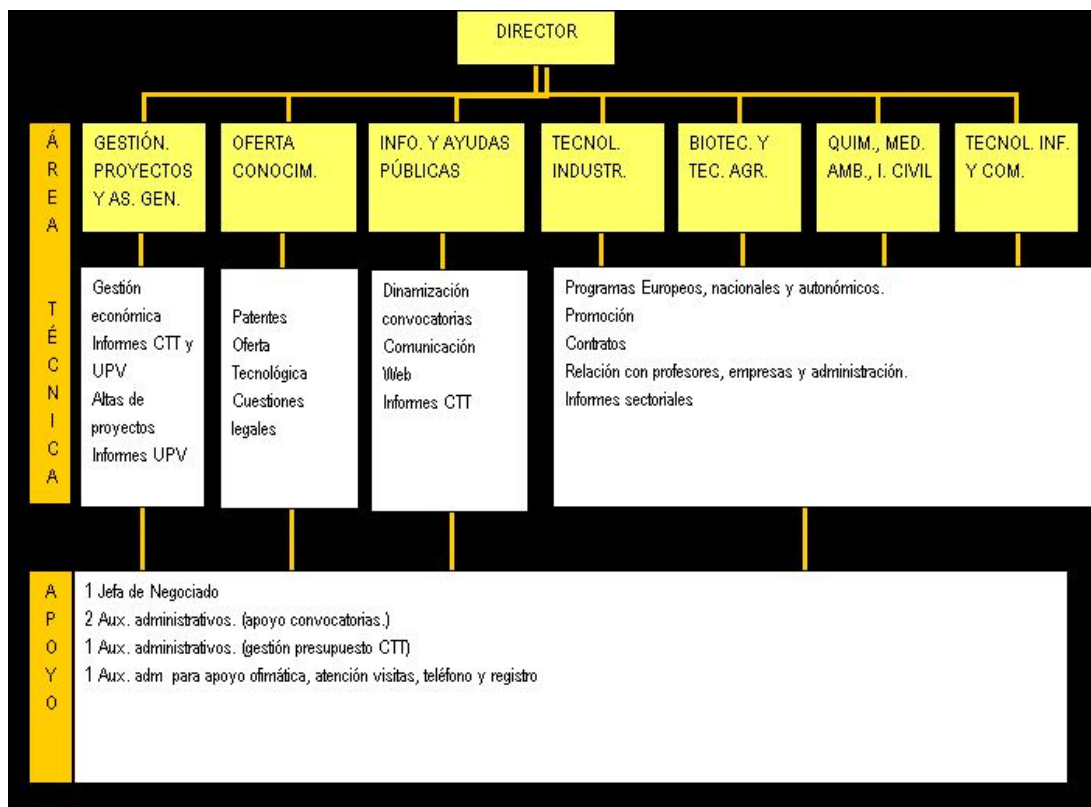 DIRECTOR
ÁREA TÉCNICA
GESTIÓN.
PROYECTOS
Y AS. GEN.
OFERTA
CONOCIM.
INFO. Y AYUDAS
PÚBLICAS
TECNOL.
INDUSTR.
BIOTEC. Y
TEC. AGR.
QUIM., MED.
AMB., I. CIVIL
TECNOL. INF.
Y COM.
Gestión
económica
Informes CTT y
UPV
Altas de
proyectos
Informes UPV
Patentes
Oferta
Tecnológica
Cuestiones
legales
Dinamización
convocatorias
Comunicación
Web
Informes CTT
Programas Europeos, nacionales y autonómicos.
Promoción
Contratos
Relación con profesores, empresas y administración.
Informes sectoriales
APOYO
1 Jefa de Negociado
2 Aux. administrativos. (apoyo convocatorias.)
1 Aux. administrativos. (gestión presupuesto CTT)
1 Aux. adm para apoyo ofimática, atención visitas, teléfono y registro